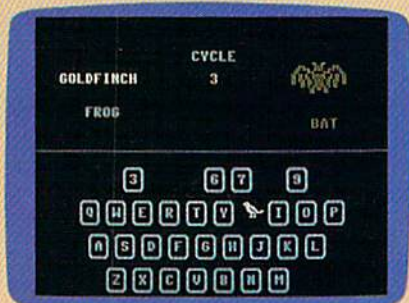 CYCLE
GOLDFINCH 3
FROG
BAT
3 6 7 9
Q W E R T Y I O P
A S D F G H J K L
Z X C V B N M